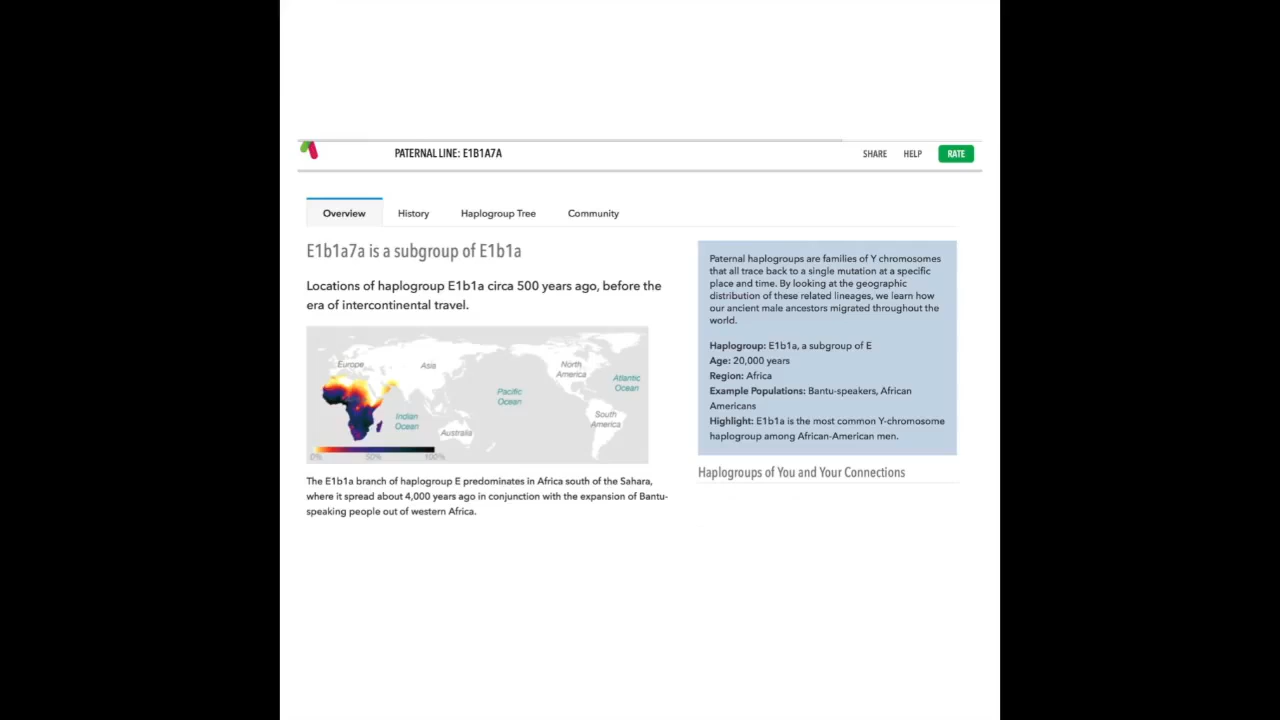 PATERNAL LINE: E1B1A7A
SHARE HELP RATE
Overview History Haplogroup Tree Community
E1b1a7a is a subgroup of E1b1a
Locations of haplogroup E1b1a circa 500 years ago, before the
era of intercontinental travel.
Europe
Asia
North
America
Atlantic
Ocean
Pacific
Ocean
Indian
Ocean
Australia
South
America
0% 50% 100%
The E1b1a branch of haplogroup E predominates in Africa south of the Sahara,
where it spread about 4,000 years ago in conjunction with the expansion of Bantu-
speaking people out of western Africa.
Paternal haplogroups are families of Y chromosomes
that all trace back to a single mutation at a specific
place and time. By looking at the geographic
distribution of these related lineages, we learn how
our ancient male ancestors migrated throughout the
world.
Haplogroup: E1b1a, a subgroup of E
Age: 20,000 years
Region: Africa
Example Populations: Bantu-speakers, African
Americans
Highlight: E1b1a is the most common Y-chromosome
haplogroup among African-American men.
Haplogroups of You and Your Connections